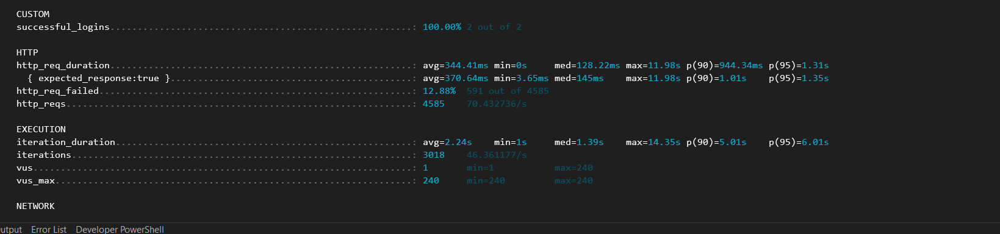 CUSTOM
successful_logins.......................................................: 100.00% 2 out of 2
HTTP
http_req_duration.......................................................: avg=344.41ms min=0s med=128.22ms max=11.98s p(90)=944.34ms p(95)=1.31s
{ expected_response:true }............................................: avg=370.64ms min=3.65ms med=145ms max=11.98s p(90)=1.01s p(95)=1.35s
http_req_failed.........................................................: 12.88% 591 out of 4585
http_reqs...............................................................: 4585 70.432736/s
EXECUTION
iteration_duration......................................................: avg=2.24s min=1s med=1.39s max=14.35s p(90)=5.01s p(95)=6.01s
iterations..............................................................: 3018 46.361177/s
vus.....................................................................: 1 min=1 max=240
vus_max.................................................................: 240 min=240 max=240
NETWORK
utput Error List Developer PowerShell